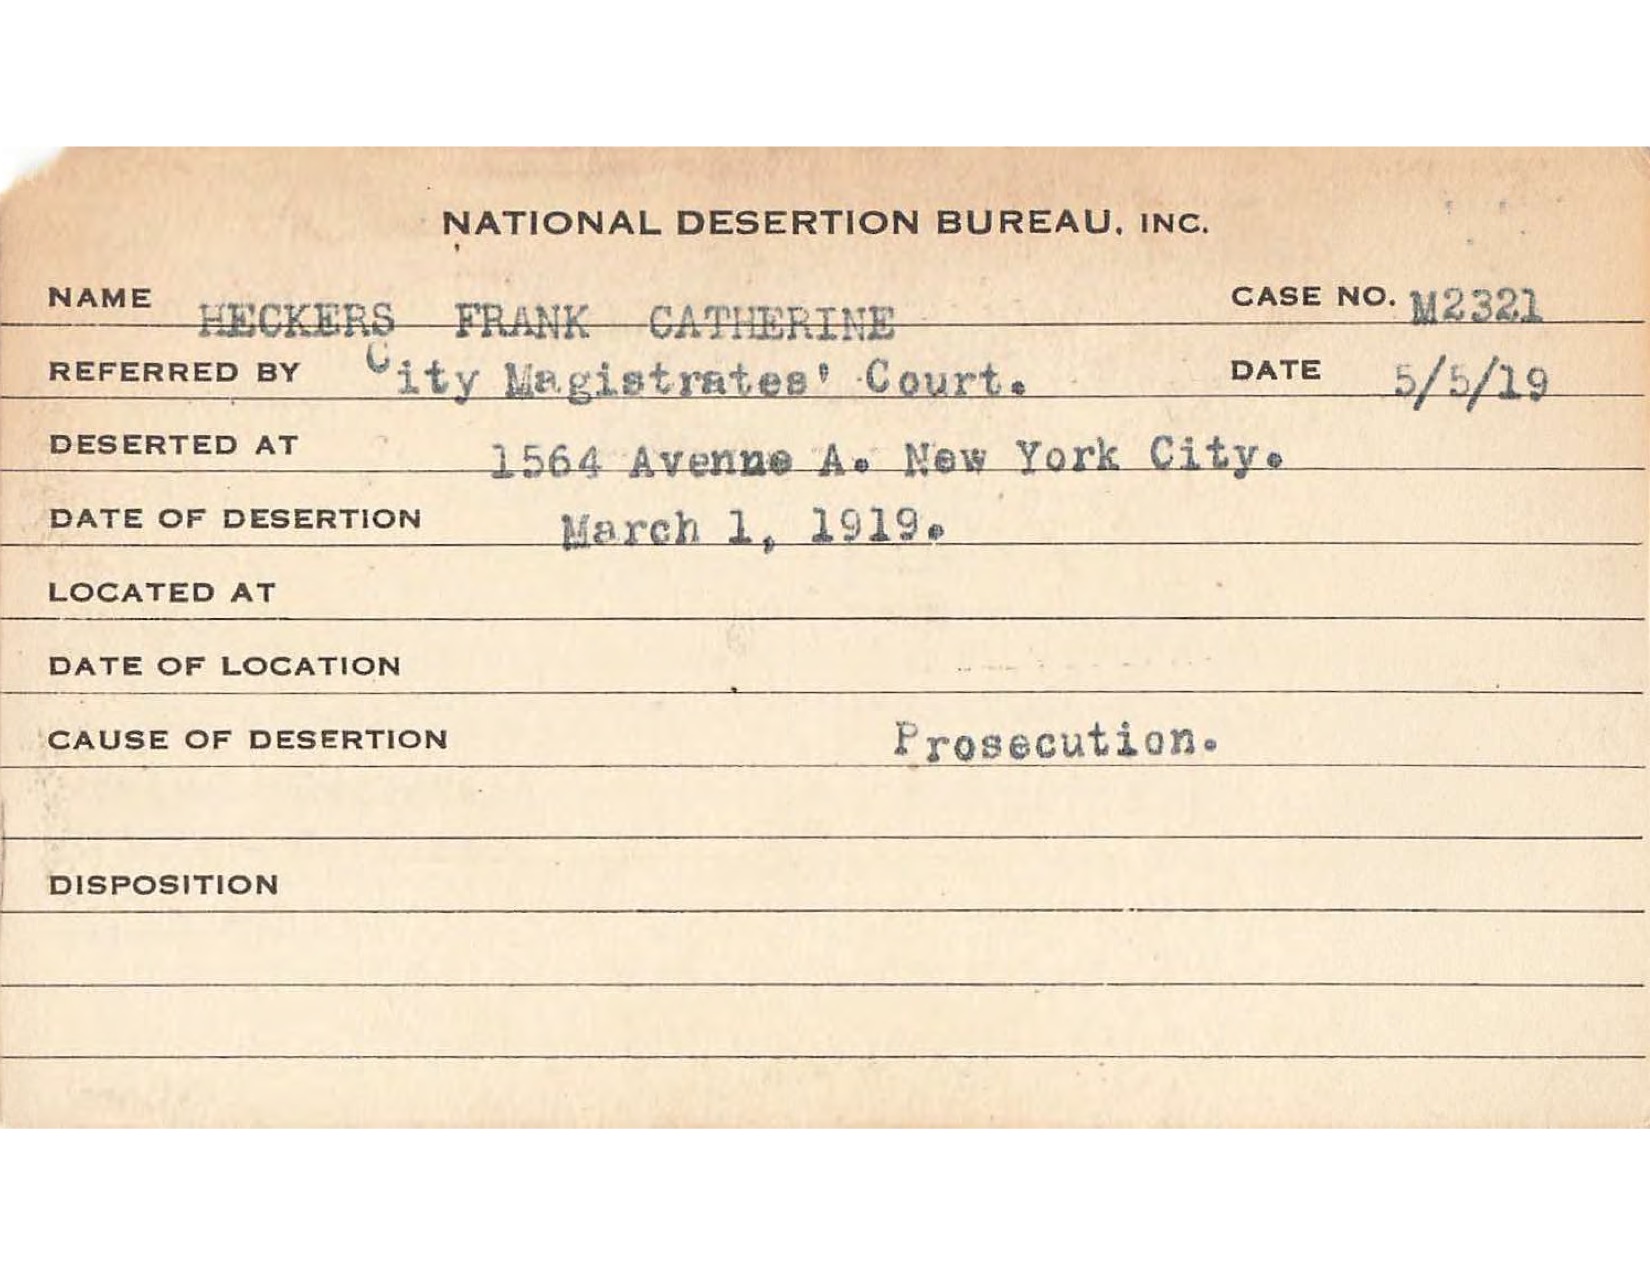 NATIONAL DESERTION BUREAU, INC.
NAME HECKERS FRANK CATHERINE CASE NO. M2321
REFERRED BY City Magistrates' Court. DATE 5/5/19
DESERTED AT 1564 Avenue A. New York City.
DATE OF DESERTION March 1, 1919.
LOCATED AT
DATE OF LOCATION
CAUSE OF DESERTION Prosecution.
DISPOSITION